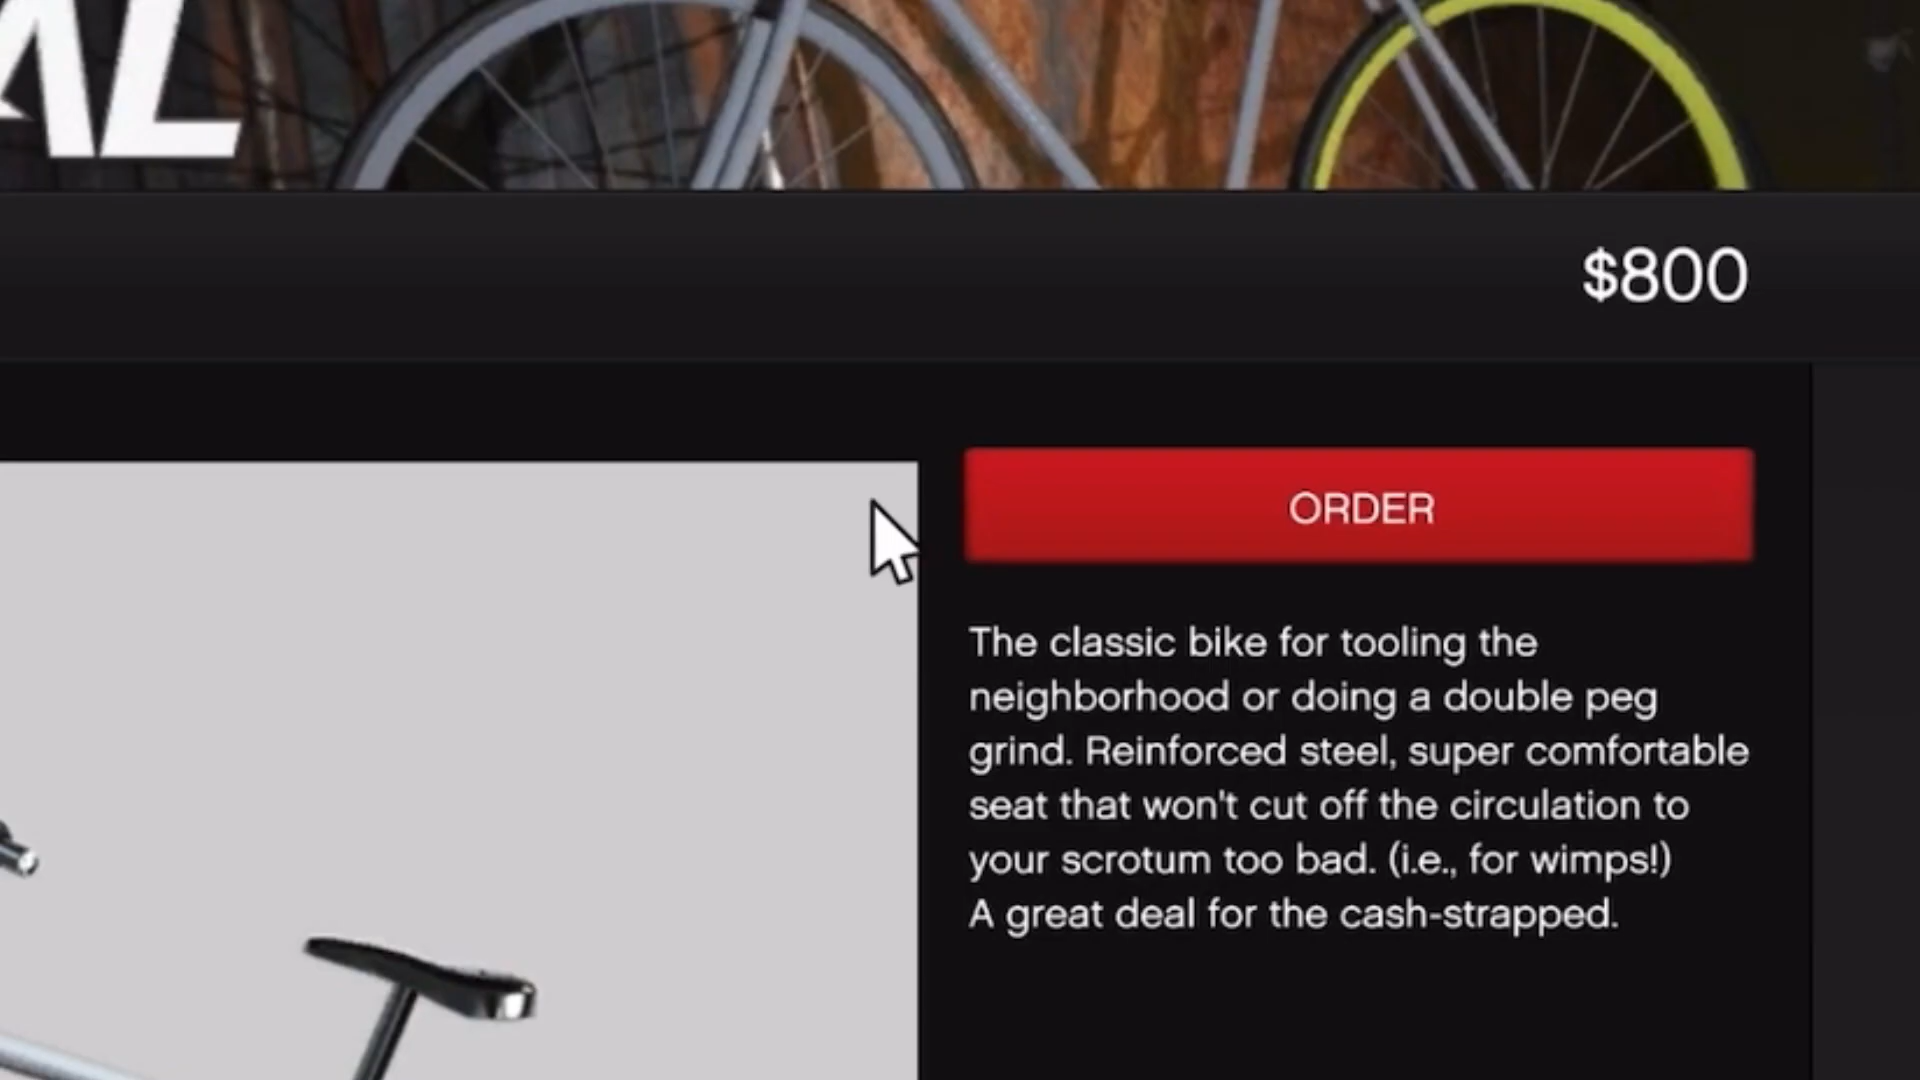 AL
$800
ORDER
The classic bike for tooling the
neighborhood or doing a double peg
grind. Reinforced steel, super comfortable
seat that won't cut off the circulation to
your scrotum too bad. (i.e., for wimps!)
A great deal for the cash-strapped.